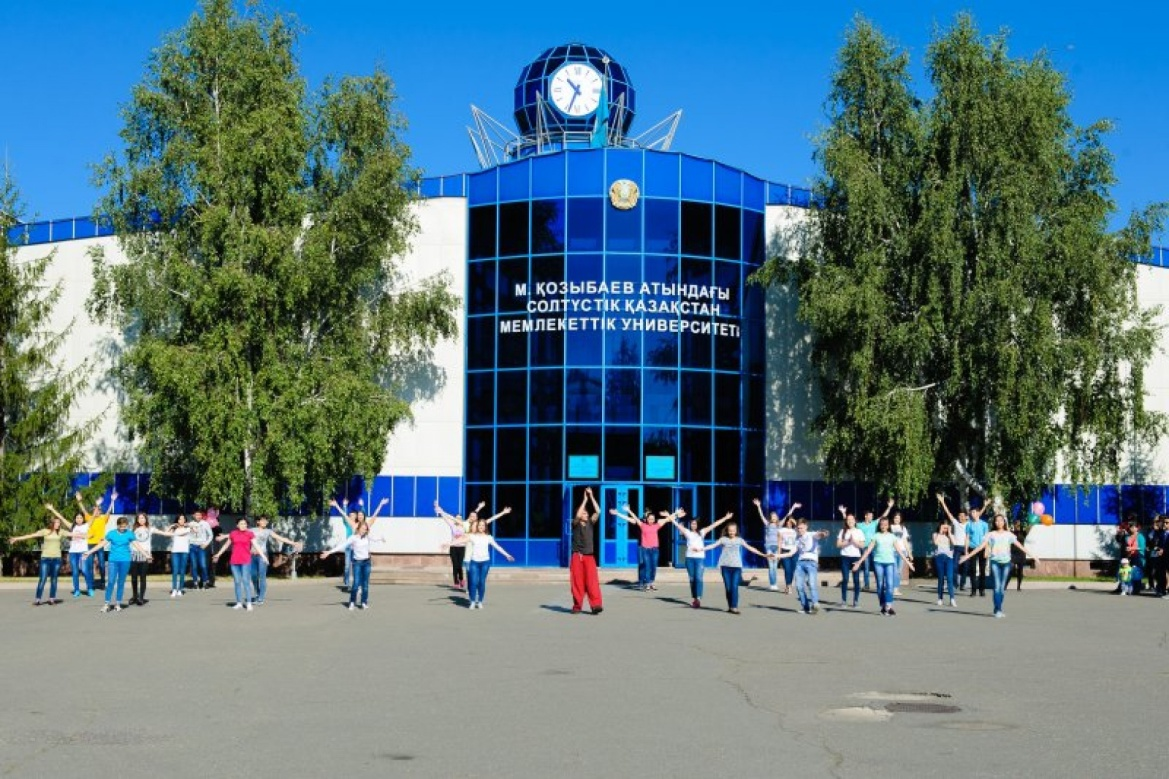 М. ҚОЗЫБАЕВ АТЫНДАҒЫ
СОЛТҮСТІК ҚАЗАҚСТАН
МЕМЛЕКЕТТІК УНИВЕРСИТЕТІ